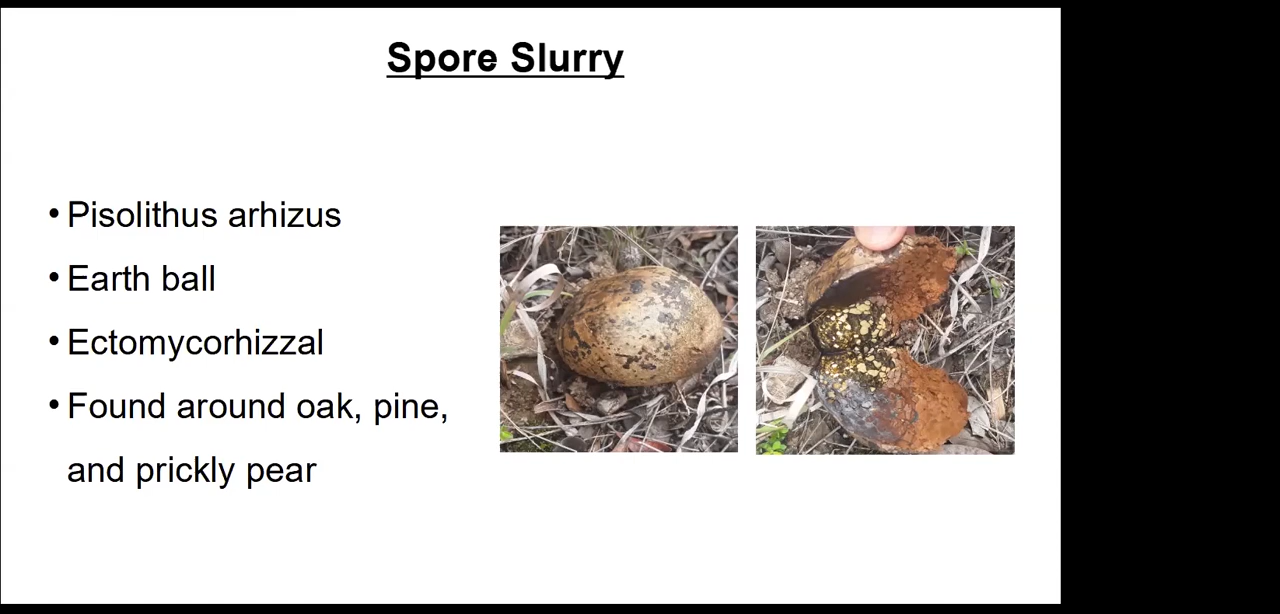 Spore Slurry
• Pisolithus arhizus
• Earth ball
• Ectomycorhizzal
• Found around oak, pine,
and prickly pear